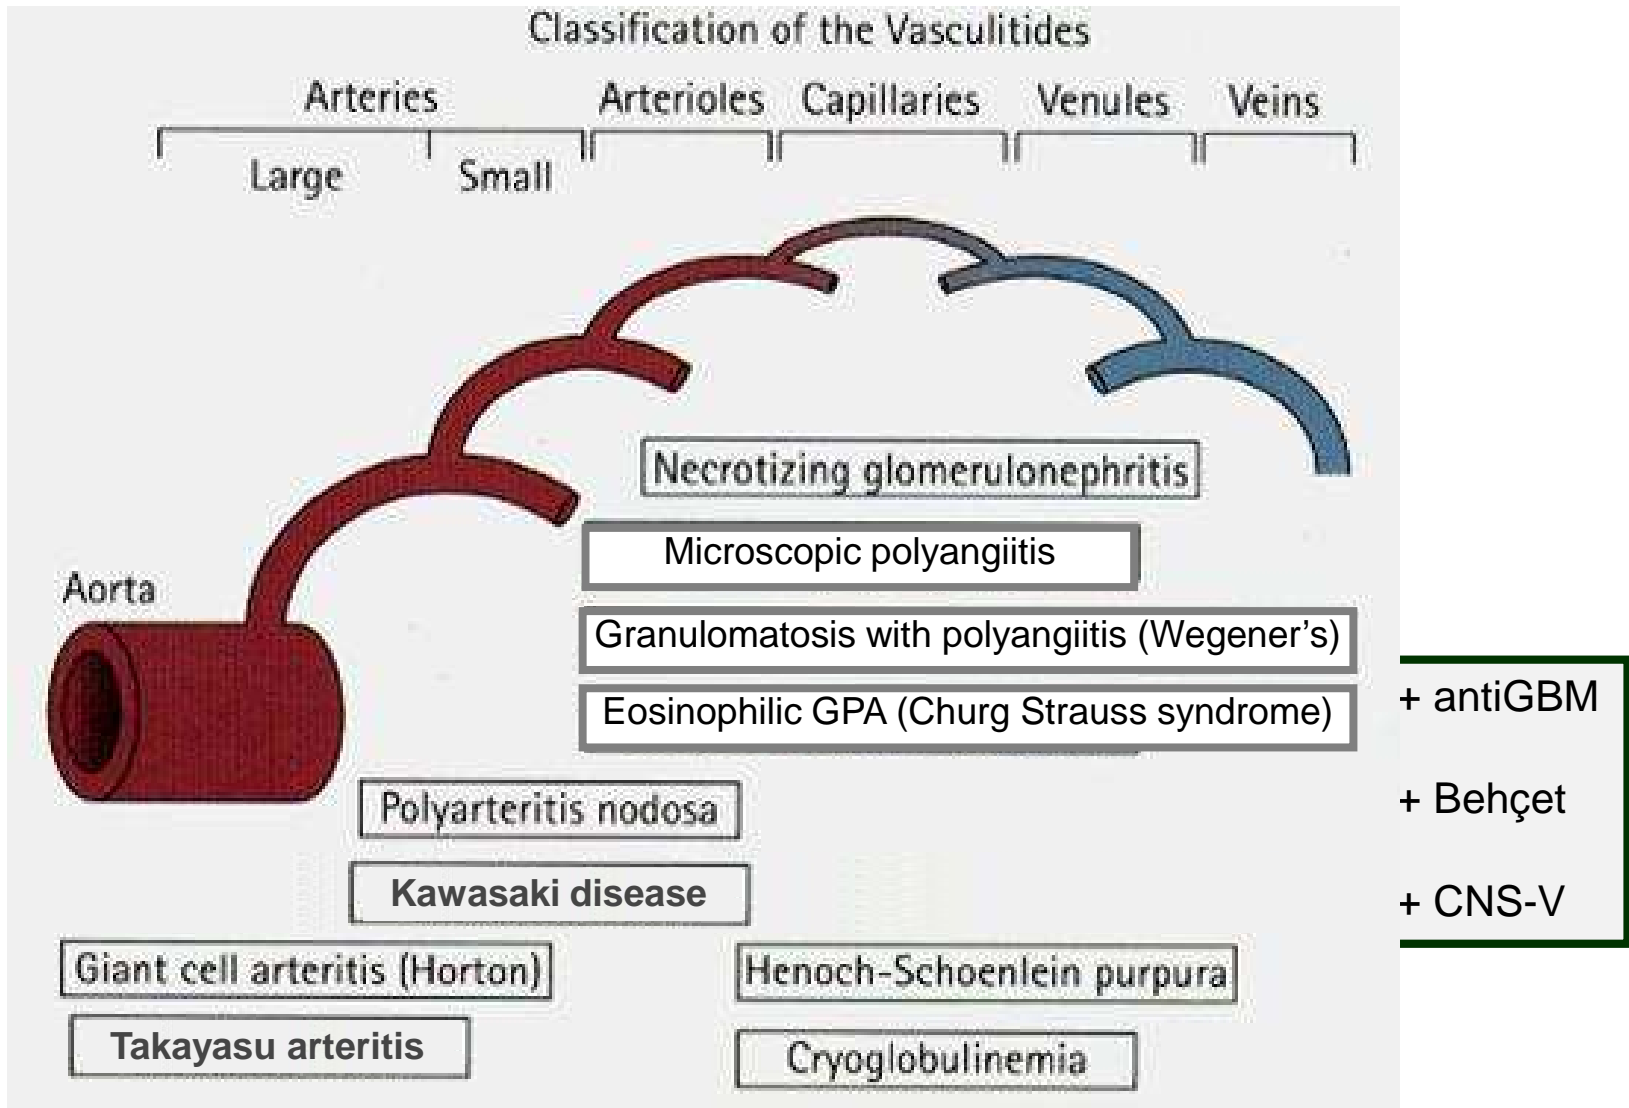 Classification of the Vasculitides
Arteries Arterioles Capillaries Venules Veins
Large Small
Necrotizing glomerulonephritis
Microscopic polyangiitis
Aorta
Granulomatosis with polyangiitis (Wegener’s)
Eosinophilic GPA (Churg Strauss syndrome)
+ antiGBM
Polyarteritis nodosa
+ Behçet
Kawasaki disease
+ CNS-V
Giant cell arteritis (Horton)
Henoch-Schoenlein purpura
Takayasu arteritis
Cryoglobulinemia